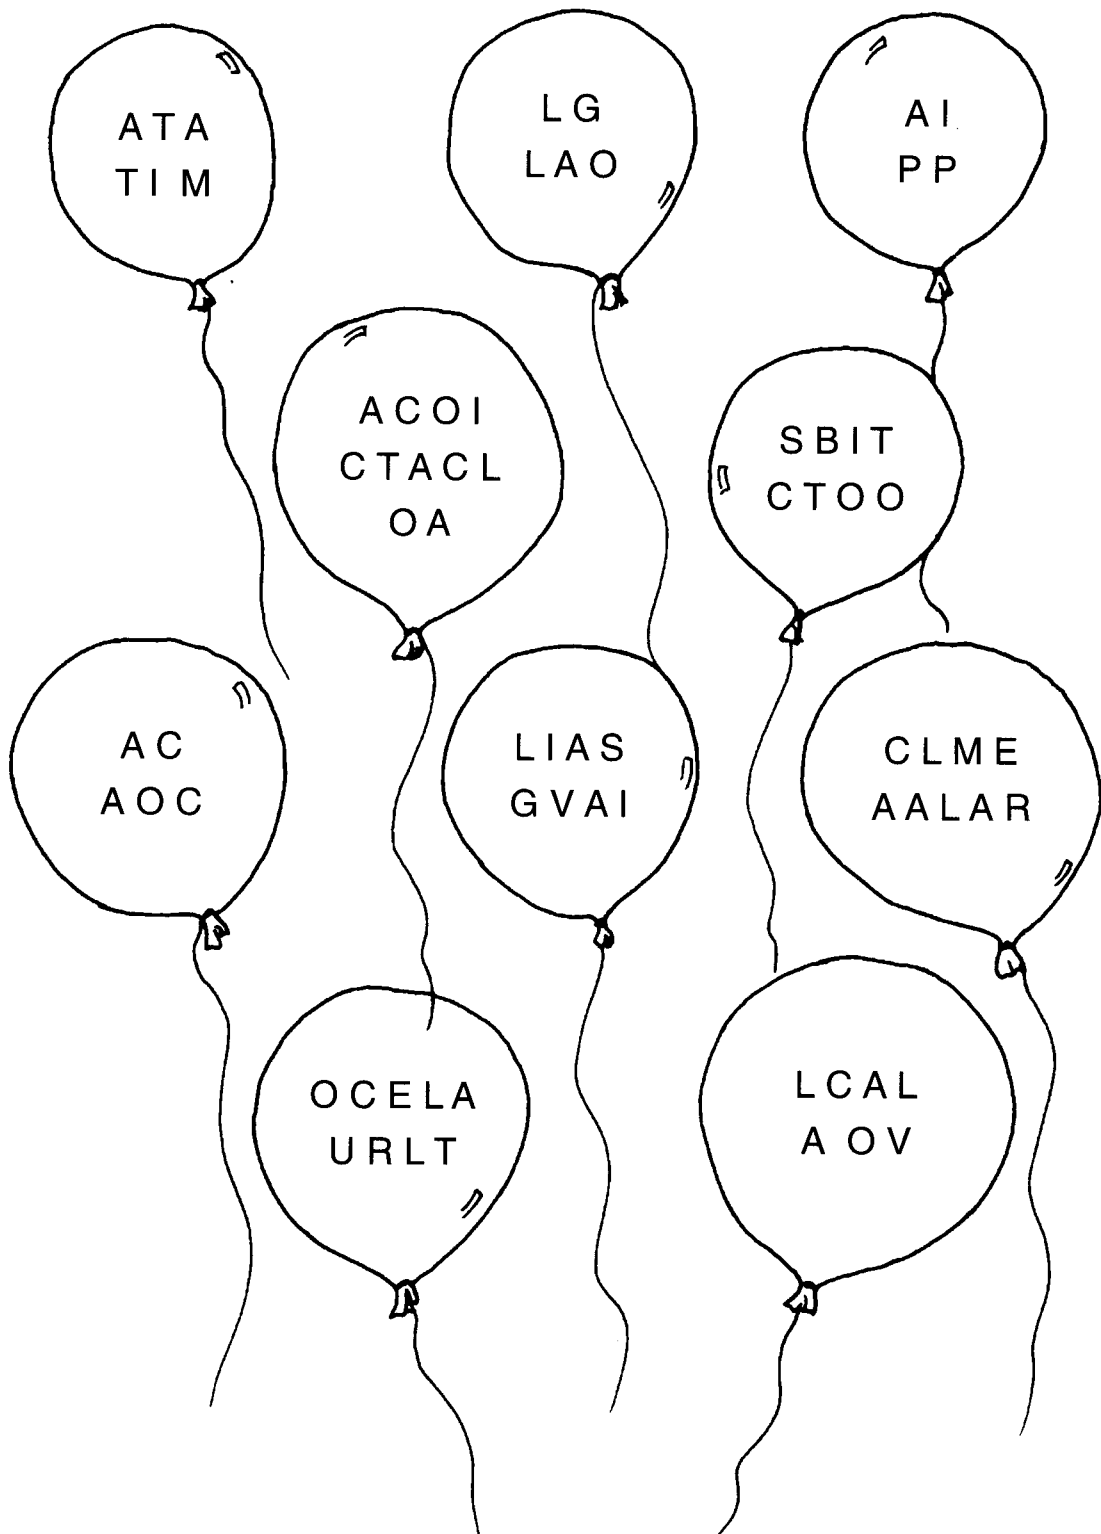 ATA
TIM
LG
LAO
AI
PP
ACOI
CTACL
OA
SBIT
CTOO
AC
AOC
LIAS
GVAI
CLME
AALAR
OCELA
URLT
LCAL
A OV